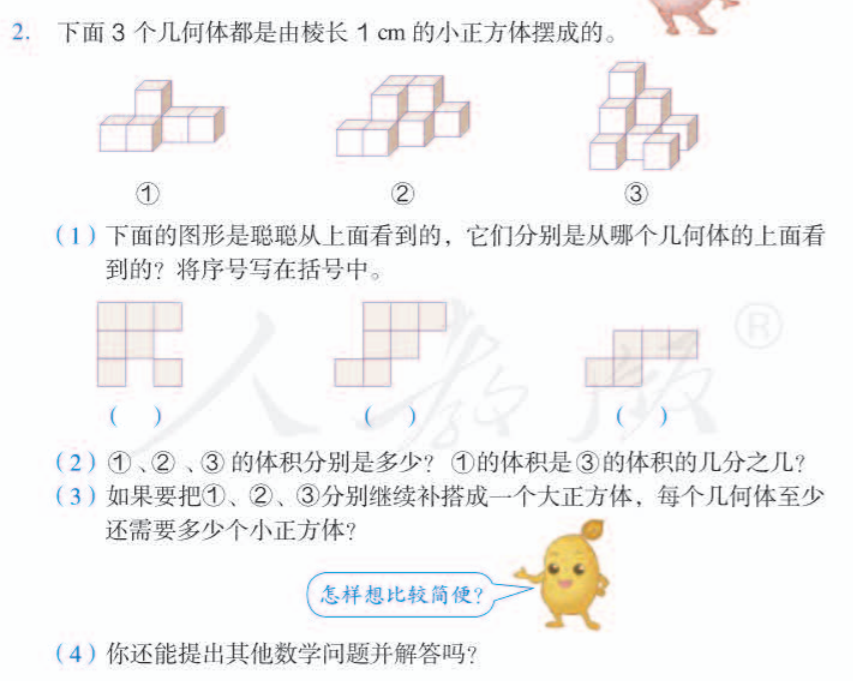 2. 下面 3 个几何体都是由棱长 1 cm 的小正方体摆成的。
① ② ③
(1) 下面的图形是聪聪从上面看到的，它们分别是从哪个几何体的上面看
到的？将序号写在括号中。
( ) ( ) ( )
(2) ①、②、③的体积分别是多少？ ①的体积是③的体积的几分之几？
(3) 如果要把①、②、③分别继续补搭成一个大正方体，每个几何体至少
还需要多少个小正方体？
怎样想比较简便？
(4) 你还能提出其他数学问题并解答吗？
人教版®